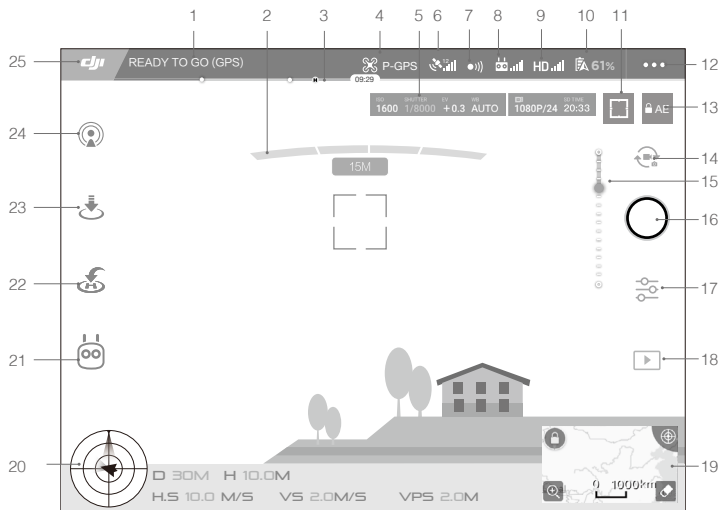 1 2 3 4 5 6 7 8 9 10 11
25 dji READY TO GO (GPS) P-GPS 12 HD 61% 12
H 09:29
ISO 1600 SHUTTER 1/8000 EV +0.3 WB AUTO 1080P/24 SD TIME 20:33 AE 13
24
15M
14
15
23
16
22
17
21
18
H
20 D 30M H 10.0M 0 1000km 19
H.S 10.0 M/S VS 2.0M/S VPS 2.0M